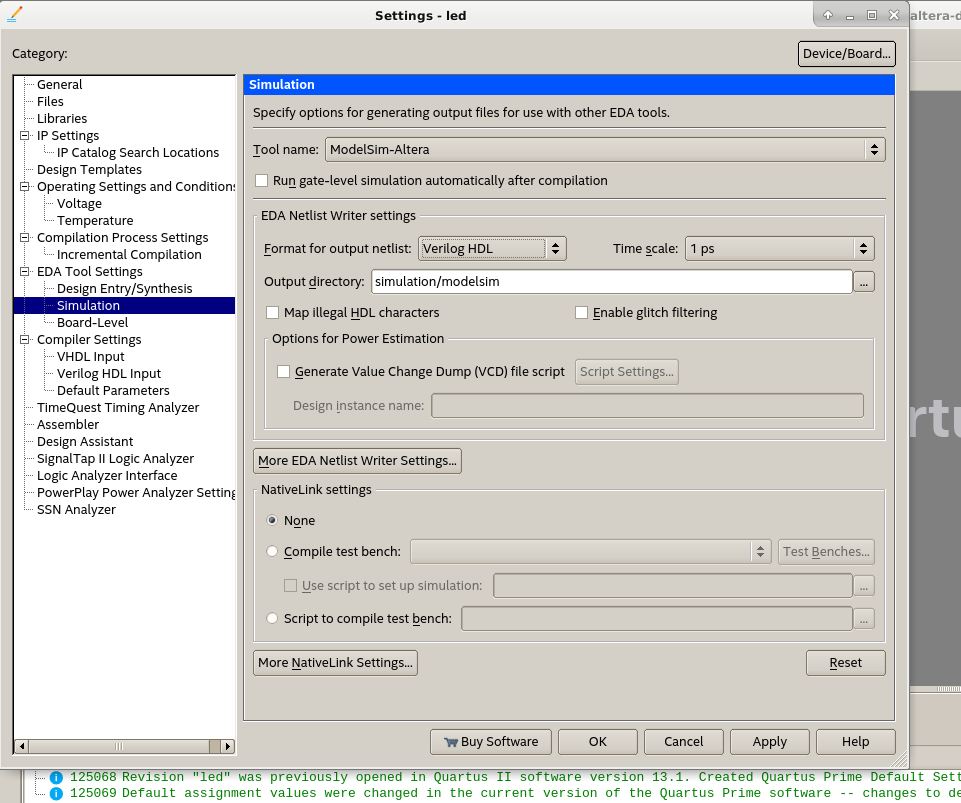 Settings - led
altera-d
Category:
Device/Board...
General
Files
Libraries
IP Settings
IP Catalog Search Locations
Design Templates
Operating Settings and Conditions
Voltage
Temperature
Compilation Process Settings
Incremental Compilation
EDA Tool Settings
Design Entry/Synthesis
Simulation
Board-Level
Compiler Settings
VHDL Input
Verilog HDL Input
Default Parameters
TimeQuest Timing Analyzer
Assembler
Design Assistant
SignalTap II Logic Analyzer
Logic Analyzer Interface
PowerPlay Power Analyzer Setting
SSN Analyzer
Simulation
Specify options for generating output files for use with other EDA tools.
Tool name: ModelSim-Altera
Run gate-level simulation automatically after compilation
EDA Netlist Writer settings
Format for output netlist: Verilog HDL Time scale: 1 ps
Output directory: simulation/modelsim ...
Map illegal HDL characters Enable glitch filtering
Options for Power Estimation
Generate Value Change Dump (VCD) file script Script Settings...
Design instance name:
More EDA Netlist Writer Settings...
NativeLink settings
None
Compile test bench: Test Benches...
Use script to set up simulation: ...
Script to compile test bench: ...
More NativeLink Settings... Reset
Buy Software OK Cancel Apply Help
rtu
125068 Revision "led" was previously opened in Quartus II software version 13.1. Created Quartus Prime Default Sett
125069 Default assignment values were changed in the current version of the Quartus Prime software -- changes to de